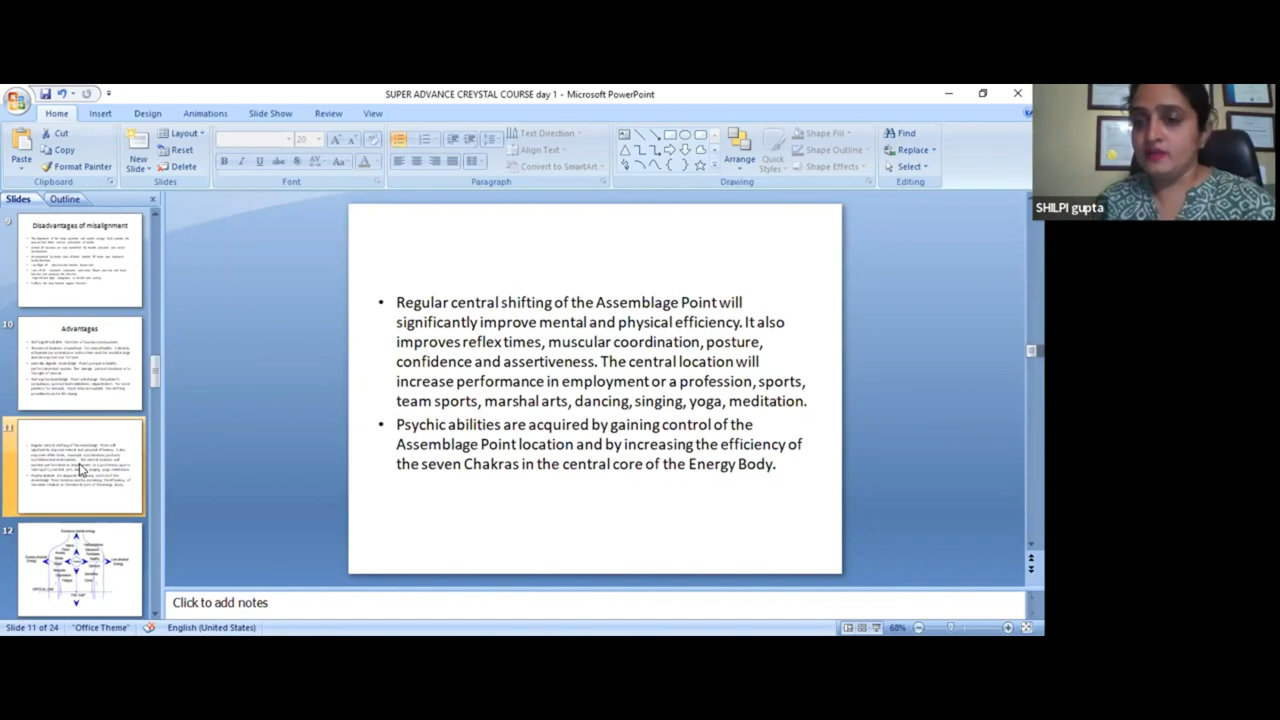 SUPER ADVANCE CREYSTAL COURSE day 1 - Microsoft PowerPoint
Home Insert Design Animations Slide Show Review View
Paste
Cut
Copy
Format Painter
Clipboard
New Slide
Layout
Reset
Delete
Slides
20
Font
Text Direction
Align Text
Convert to SmartArt
Paragraph
Arrange
Quick Styles
Shape Fill
Shape Outline
Shape Effects
Drawing
Find
Replace
Select
Editing
SHILPI gupta
Slides Outline
9
Disadvantages of misalignment
10
Advantages
11
12
• Regular central shifting of the Assemblage Point will
significantly improve mental and physical efficiency. It also
improves reflex times, muscular coordination, posture,
confidence and assertiveness. The central location will
increase performance in employment or a profession, sports,
team sports, marshal arts, dancing, singing, yoga, meditation.
• Psychic abilities are acquired by gaining control of the
Assemblage Point location and by increasing the efficiency of
the seven Chakras in the central core of the Energy Body.
Click to add notes
Slide 11 of 24 "Office Theme" English (United States) 68%